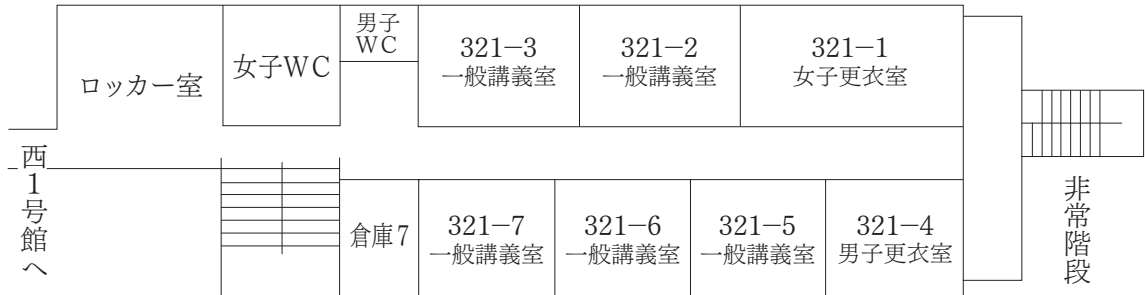 ロッカー室
女子WC
男子
WC
321−3
一般講義室
321−2
一般講義室
321−1
女子更衣室
西1号館へ
倉庫7
321−7
一般講義室
321−6
一般講義室
321−5
一般講義室
321−4
男子更衣室
非常階段